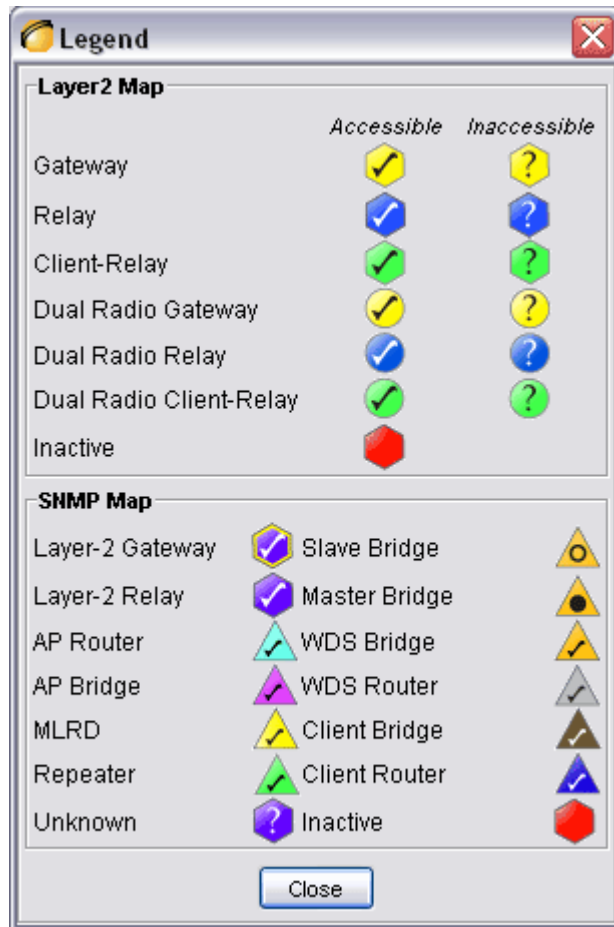 Legend
Layer2 Map
Accessible Inaccessible
Gateway
Relay
Client-Relay
Dual Radio Gateway
Dual Radio Relay
Dual Radio Client-Relay
Inactive
SNMP Map
Layer-2 Gateway Slave Bridge
Layer-2 Relay Master Bridge
AP Router WDS Bridge
AP Bridge WDS Router
MLRD Client Bridge
Repeater Client Router
Unknown Inactive
Close